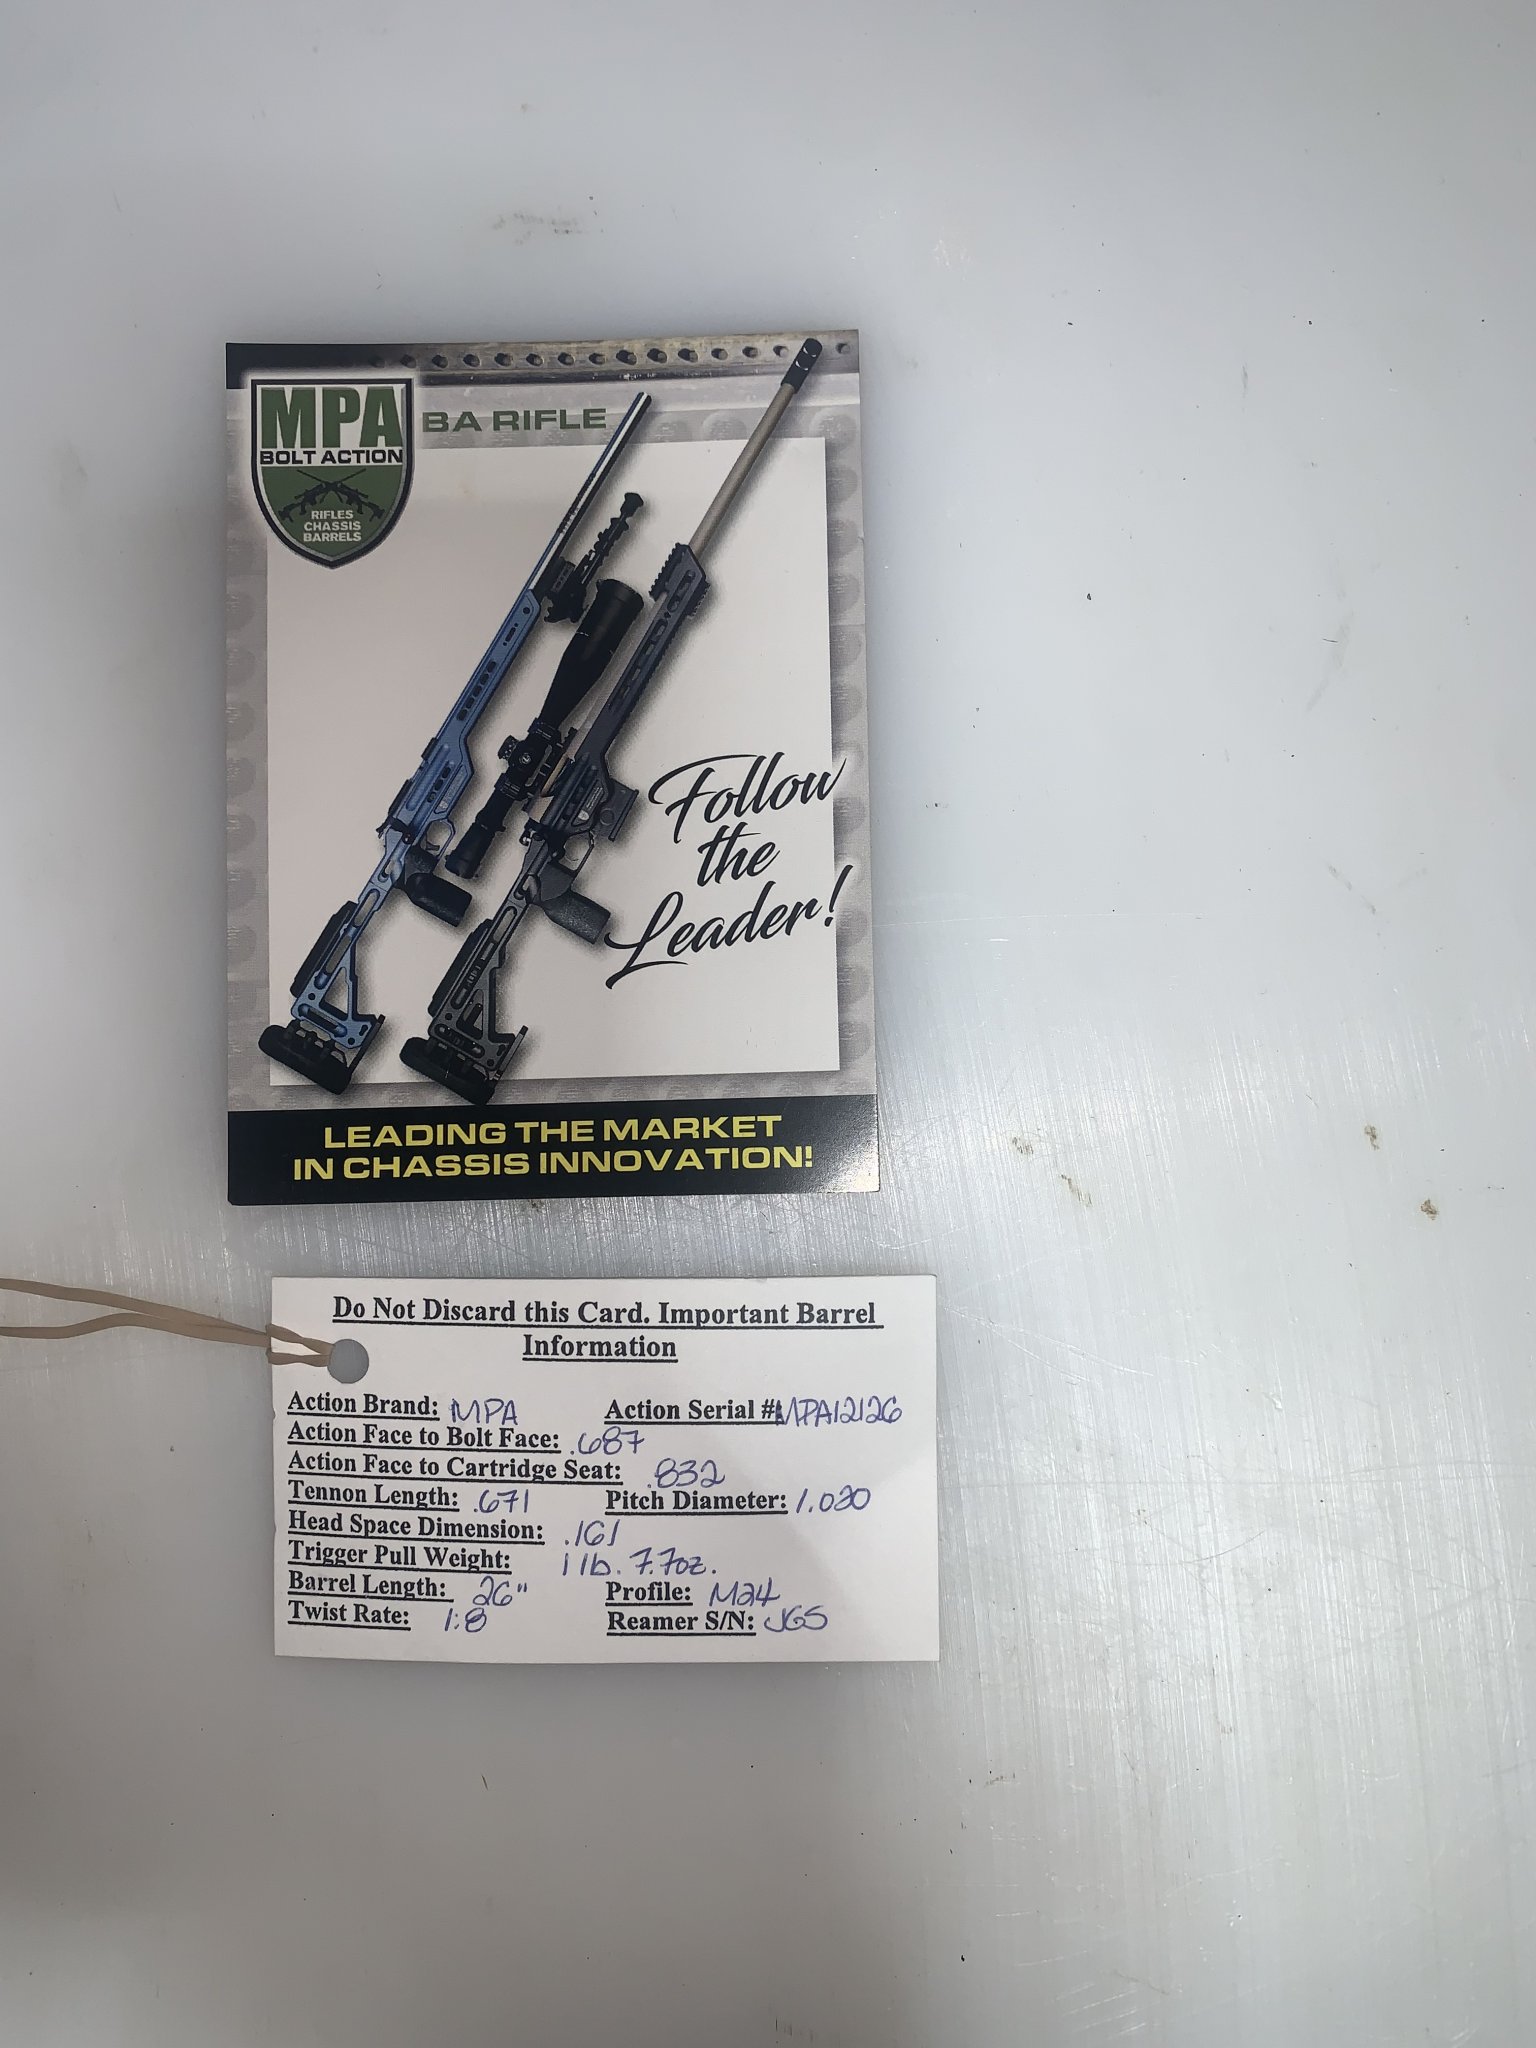 MPA
BOLT ACTION
RIFLES
CHASSIS
BARRELS
BA RIFLE
Follow
the
Leader!
LEADING THE MARKET
IN CHASSIS INNOVATION!
Do Not Discard this Card. Important Barrel
Information
Action Brand: MPA Action Serial #: MPA12126
Action Face to Bolt Face: .687
Action Face to Cartridge Seat: .832
Tennon Length: .671 Pitch Diameter: 1.020
Head Space Dimension: .161
Trigger Pull Weight: 1 lb. 7.7oz.
Barrel Length: 26" Profile: M24
Twist Rate: 1:8 Reamer S/N: JGS